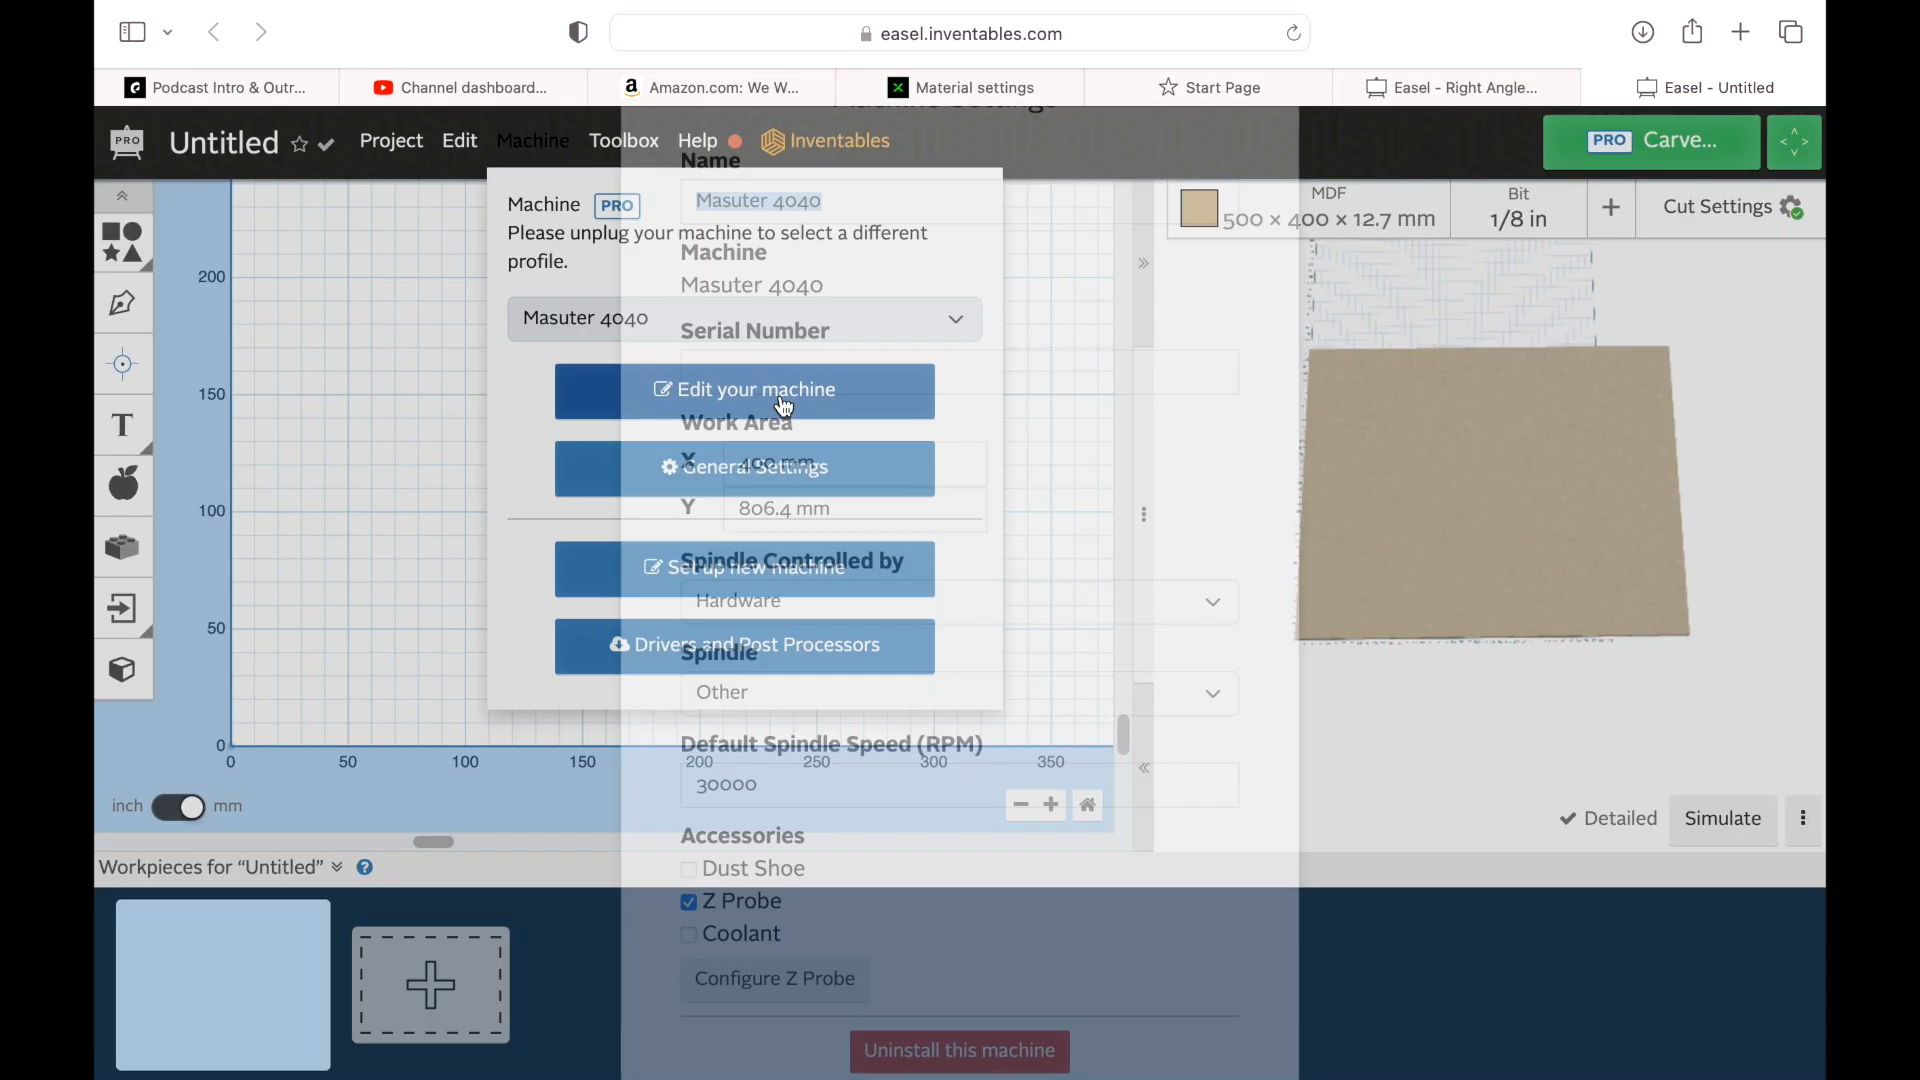 easel.inventables.com
Podcast Intro & Outr...
Channel dashboard...
Amazon.com: We W...
Material settings
Start Page
Easel - Right Angle...
Easel - Untitled
Machine Settings
PRO
Untitled
Project
Edit
Machine
Toolbox
Help
Inventables
PRO Carve...
Machine PRO
Please unplug your machine to select a different
profile.
Masuter 4040
Edit your machine
General Settings
Set up new machine
Drivers and Post Processors
Name
Masuter 4040
Machine
Masuter 4040
Serial Number
Work Area
X 400 mm
Y 806.4 mm
Spindle Controlled by
Hardware
Spindle
Other
Default Spindle Speed (RPM)
30000
Accessories
Dust Shoe
Z Probe
Coolant
Configure Z Probe
Uninstall this machine
MDF
500 × 400 × 12.7 mm
Bit
1/8 in
Cut Settings
T
200
150
100
50
0
0 50 100 150 200 250 300 350
inch mm
Detailed
Simulate
Workpieces for “Untitled” ?